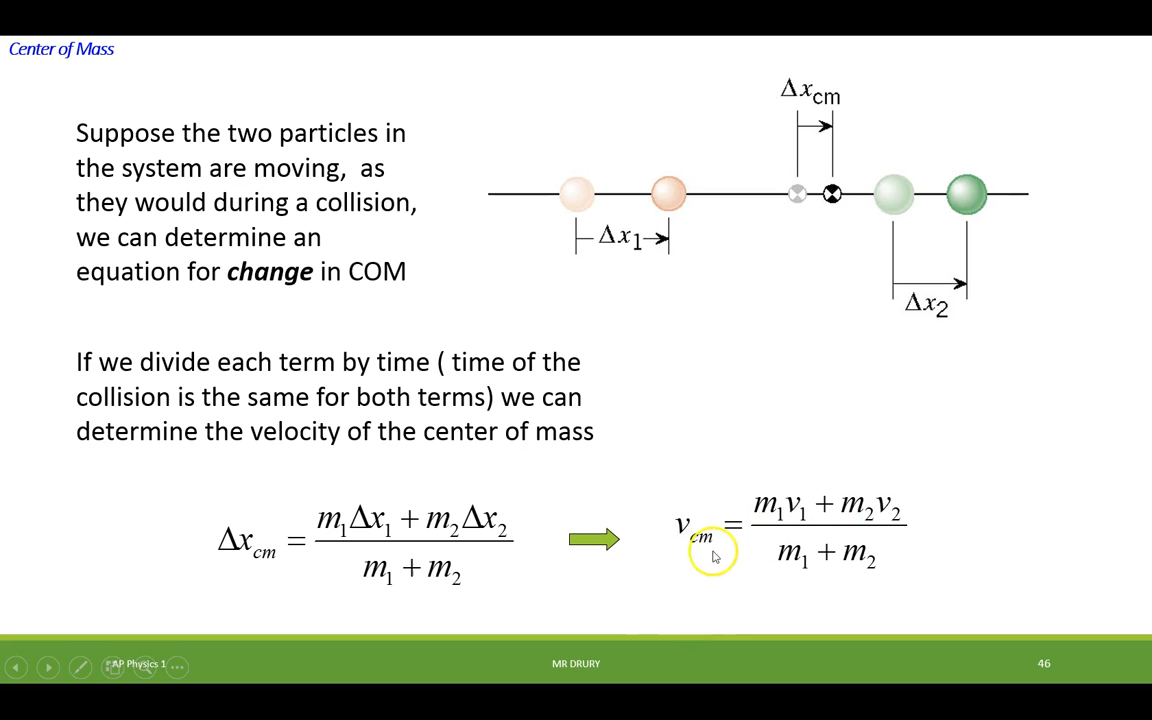 Center of Mass
Δxcm
Suppose the two particles in
the system are moving, as
they would during a collision,
we can determine an
equation for change in COM
Δx1
Δx2
If we divide each term by time ( time of the
collision is the same for both terms) we can
determine the velocity of the center of mass
Δxcm = (m1Δx1 + m2Δx2) / (m1 + m2)
vcm = (m1v1 + m2v2) / (m1 + m2)
AP Physics 1
MR DRURY
46